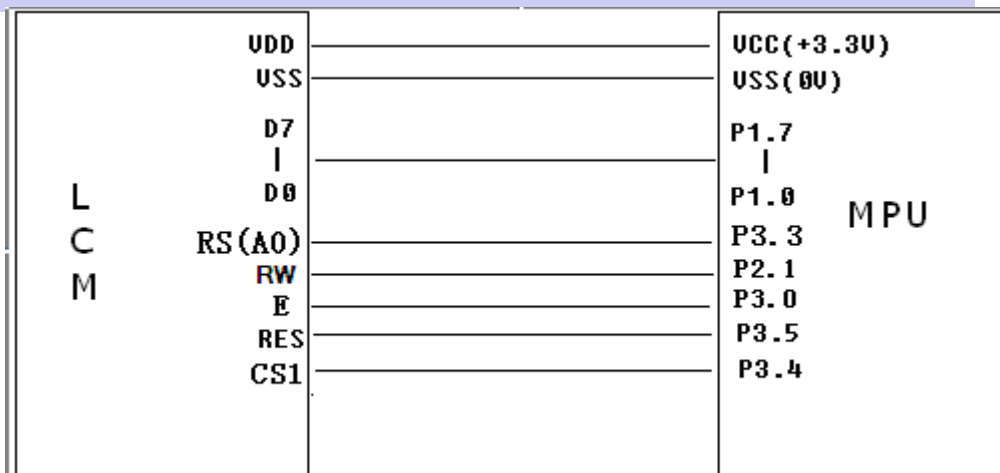 VDD VCC(+3.3V)
VSS VSS(0V)
D7 P1.7
| |
D0 P1.0
LCM MPU
RS(A0) P3.3
RW P2.1
E P3.0
RES P3.5
CS1 P3.4